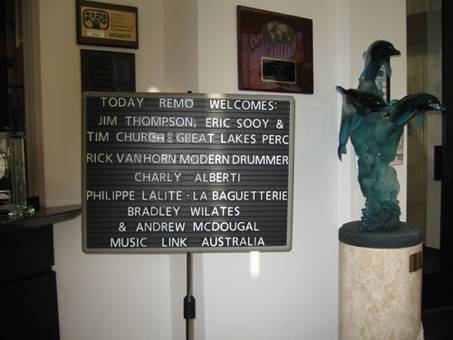 MEMBER
TODAY REMO WELCOMES:
JIM THOMPSON, ERIC SOOY &
TIM CHURCH - GREAT LAKES PERC
RICK VANHORN MODERN DRUMMER
CHARLY ALBERTI
PHILIPPE LALITE - LA BAGUETTERIE
BRADLEY WILATES
& ANDREW MCDOUGAL
MUSIC LINK AUSTRALIA